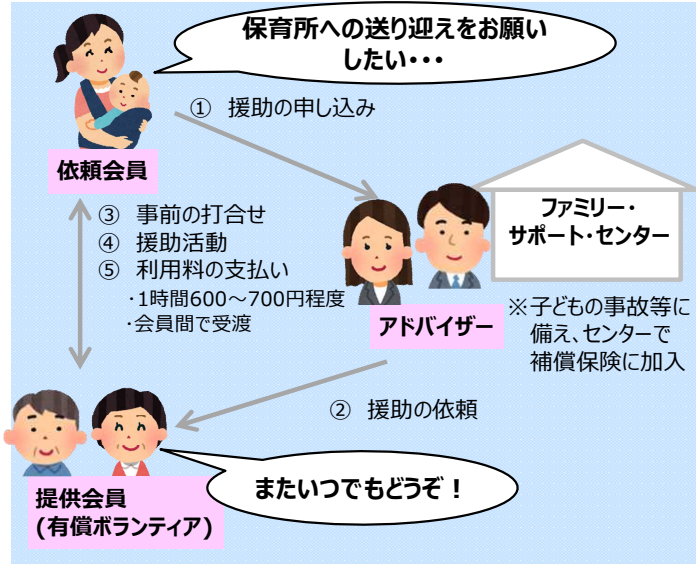 保育所への送り迎えをお願い
したい・・・
① 援助の申し込み
依頼会員
③ 事前の打合せ
④ 援助活動
⑤ 利用料の支払い
・1時間600～700円程度
・会員間で受渡
ファミリー・
サポート・センター
アドバイザー
※子どもの事故等に
備え、センターで
補償保険に加入
② 援助の依頼
またいつでもどうぞ！
提供会員
(有償ボランティア)